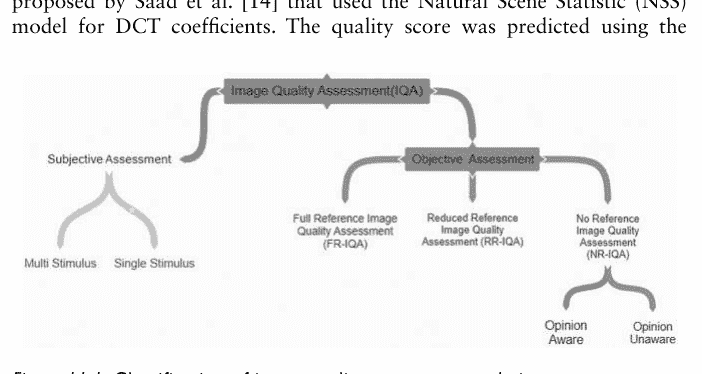 proposed by Saad et al. [14] that used the Natural Scene Statistic (NSS)
model for DCT coefficients. The quality score was predicted using the
Image Quality Assessment(IQA)
Subjective Assessment
Objective Assessment
Multi Stimulus
Single Stimulus
Full Reference Image
Quality Assessment
(FR-IQA)
Reduced Reference
Image Quality
Assessment (RR-IQA)
No Reference
Image Quality
Assessment
(NR-IQA)
Opinion
Aware
Opinion
Unaware